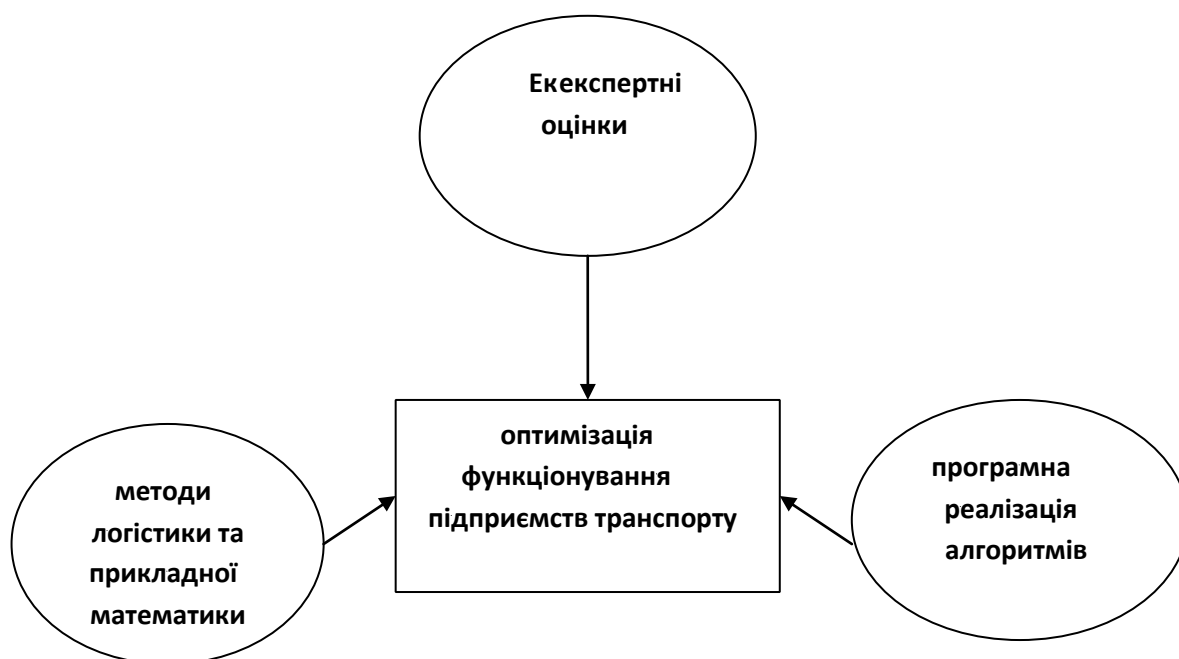 Екекспертні
оцінки
оптимізація
функціонування
підприємств транспорту
методи
логістики та
прикладної
математики
програмна
реалізація
алгоритмів